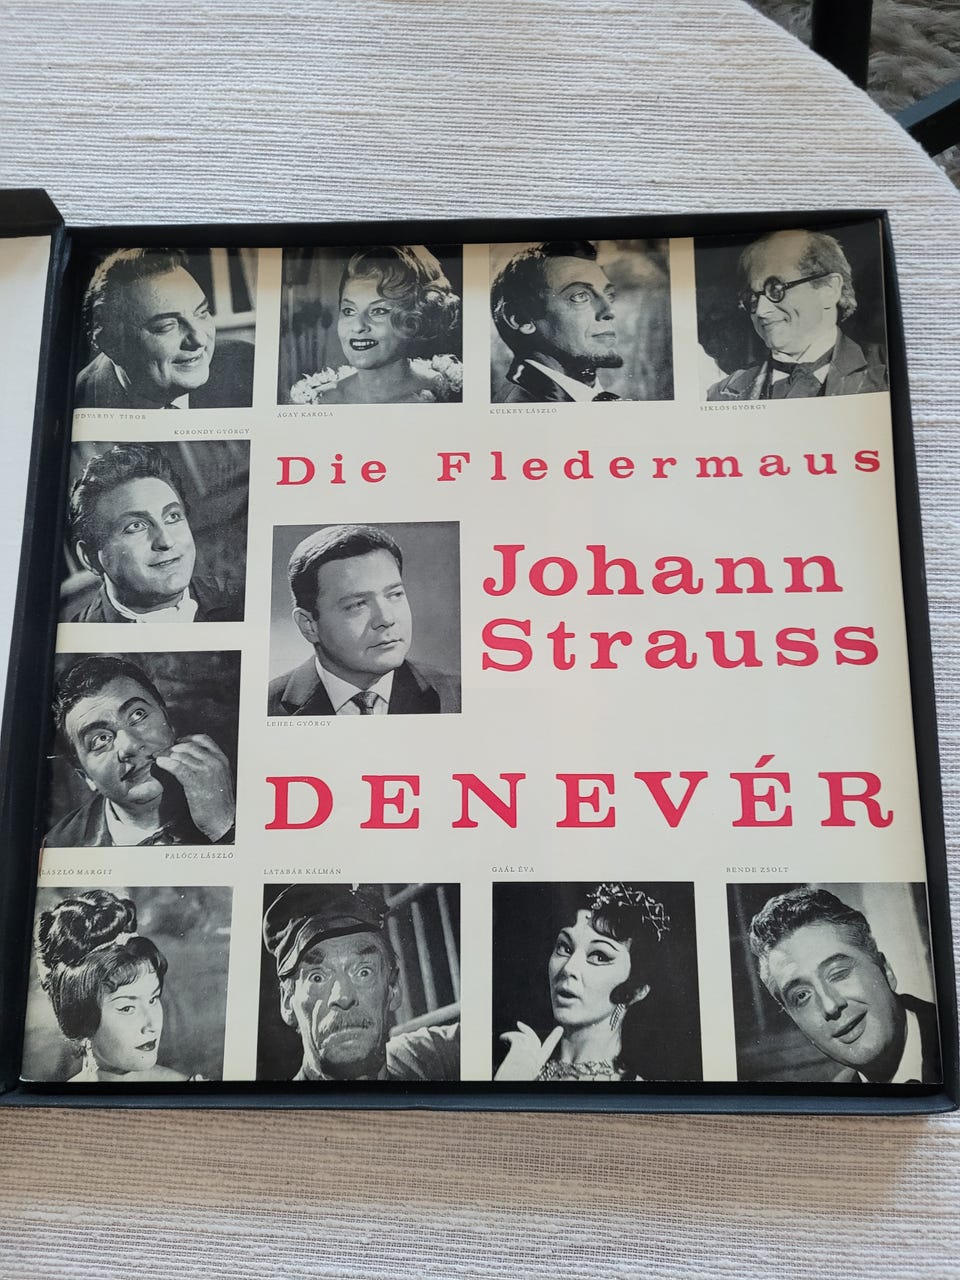 UDVARDY TIBOR
ÁGAY KAROLA
KÜLKEY LÁSZLÓ
SIKLÓS GYÖRGY
KORONDY GYÖRGY
Die Fledermaus
Johann
Strauss
LEHEL GYÖRGY
DENEVÉR
PALÓCZ LÁSZLÓ
LÁSZLÓ MARGIT
LATABÁR KÁLMÁN
GAÁL ÉVA
BENDE ZSOLT